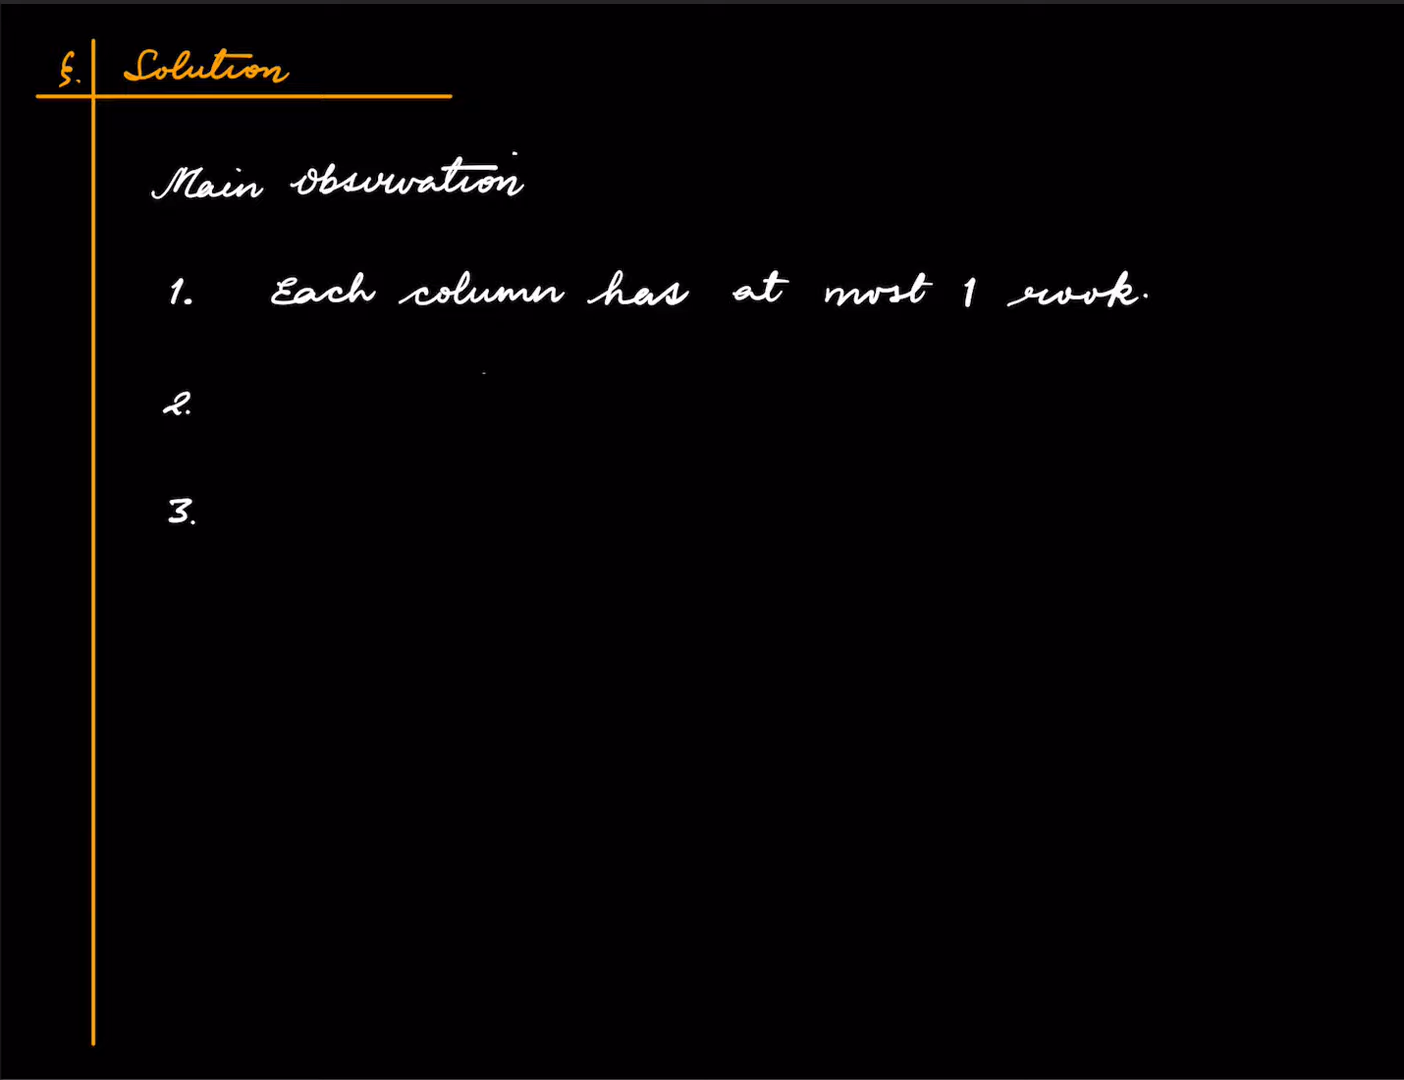 §. Solution
Main observation
1. Each column has at most 1 rook.
2.
3.